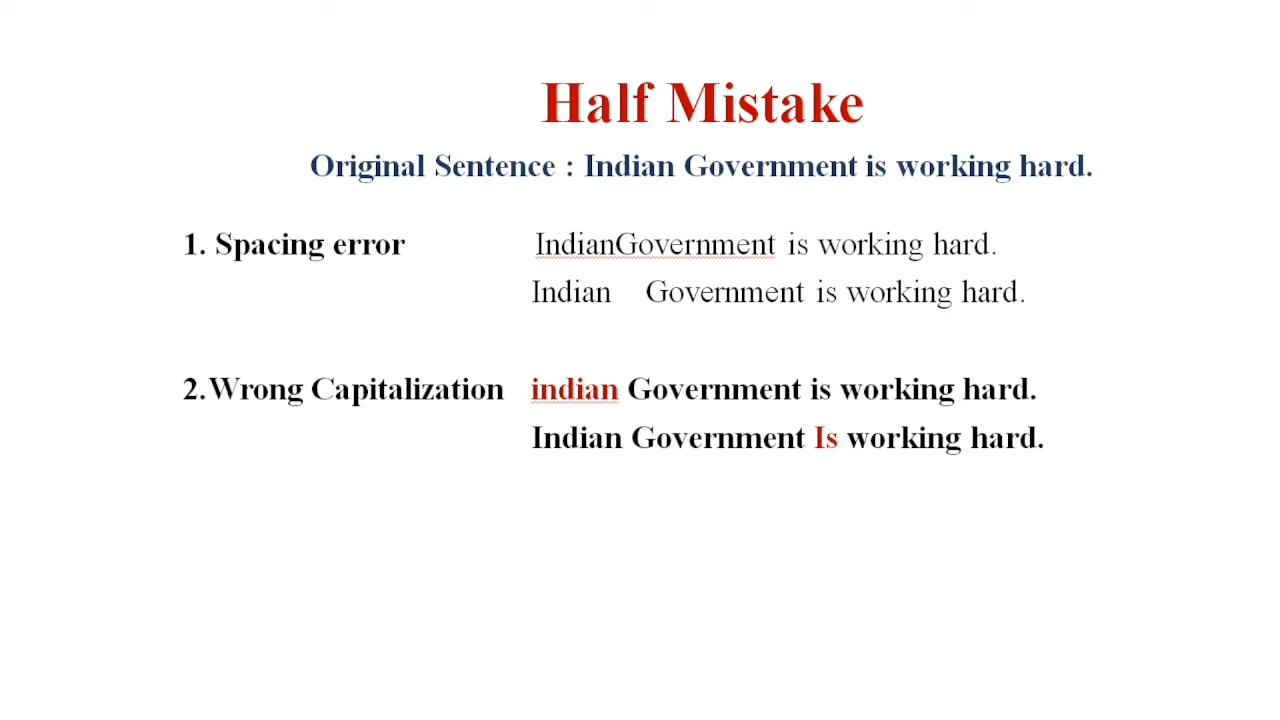 Half Mistake
Original Sentence : Indian Government is working hard.
1. Spacing error IndianGovernment is working hard.
Indian Government is working hard.
2.Wrong Capitalization indian Government is working hard.
Indian Government Is working hard.